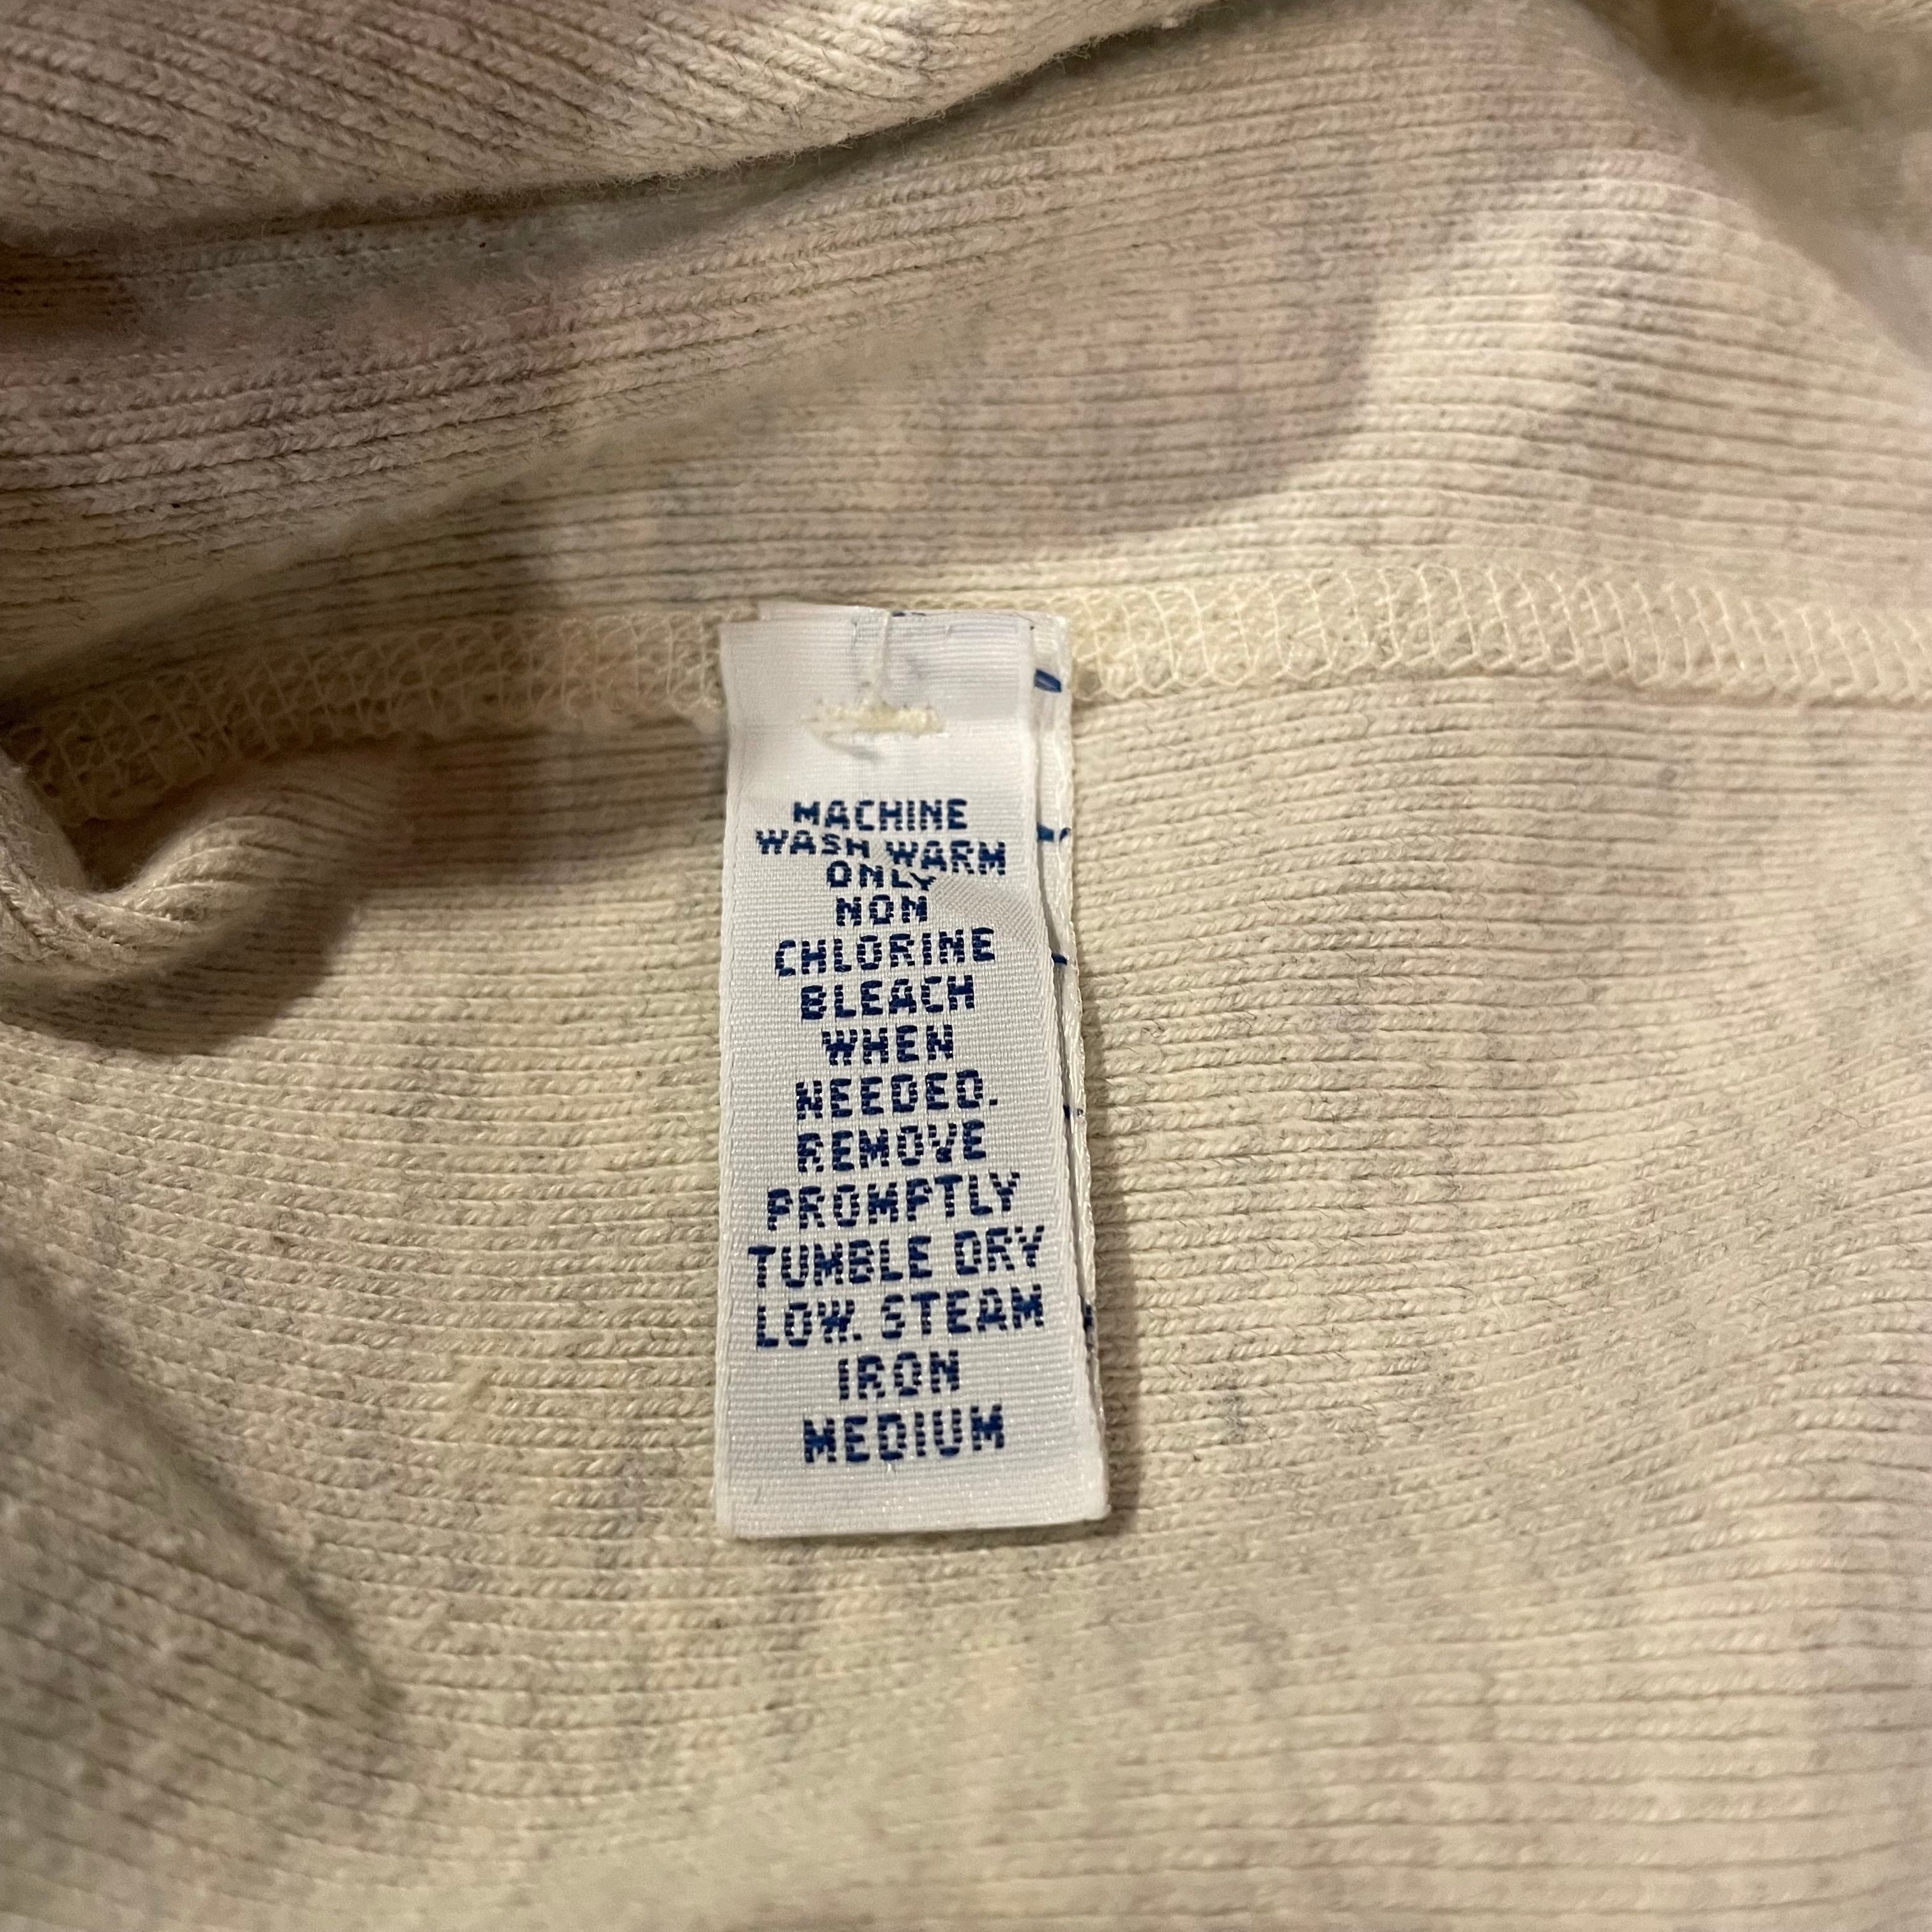 MACHINE
WASH WARM
ONLY
NON
CHLORINE
BLEACH
WHEN
NEEDED.
REMOVE
PROMPTLY
TUMBLE DRY
LOW. STEAM
IRON
MEDIUM